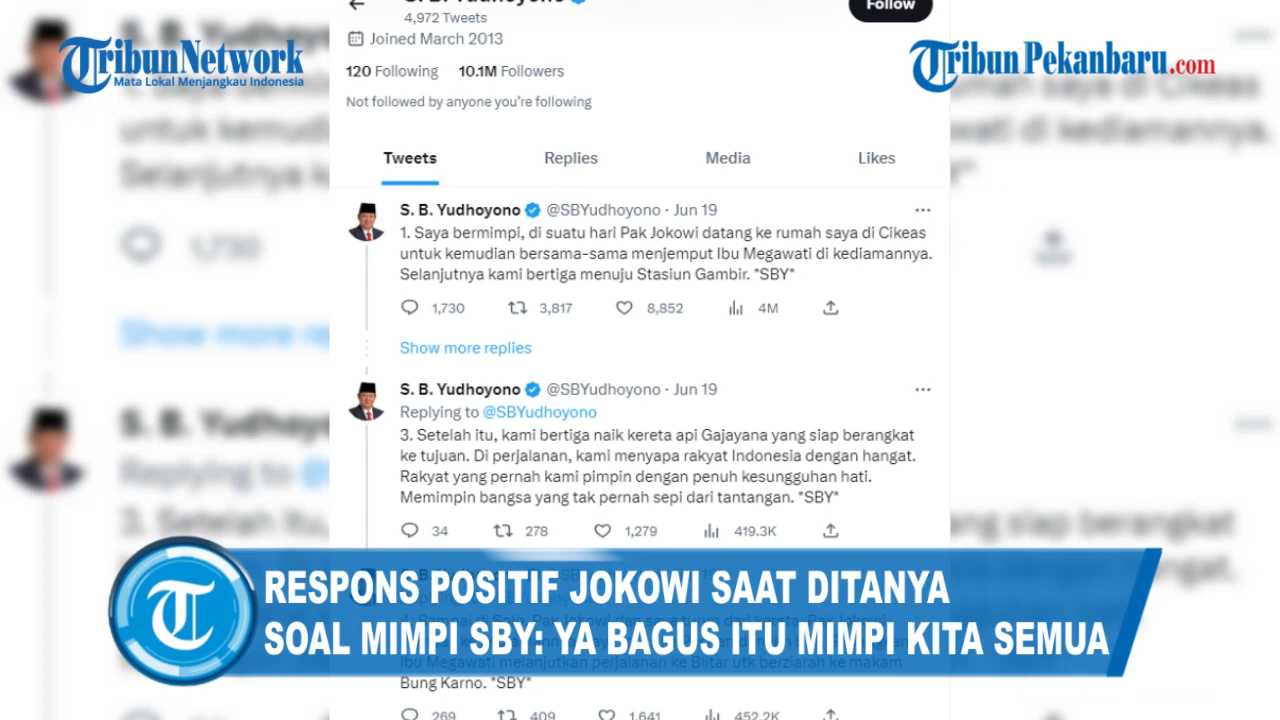 S. B. Yudhoyono
4,972 Tweets
Follow
TribunNetwork
Mata Lokal Menjangkau Indonesia
Tribun Pekanbaru.com
Joined March 2013
120 Following 10.1M Followers
Not followed by anyone you're following
Tweets Replies Media Likes
S. B. Yudhoyono @SBYudhoyono · Jun 19
1. Saya bermimpi, di suatu hari Pak Jokowi datang ke rumah saya di Cikeas
untuk kemudian bersama-sama menjemput Ibu Megawati di kediamannya.
Selanjutnya kami bertiga menuju Stasiun Gambir. *SBY*
1,730 3,817 8,852 4M
Show more replies
S. B. Yudhoyono @SBYudhoyono · Jun 19
Replying to @SBYudhoyono
3. Setelah itu, kami bertiga naik kereta api Gajayana yang siap berangkat
ke tujuan. Di perjalanan, kami menyapa rakyat Indonesia dengan hangat.
Rakyat yang pernah kami pimpin dengan penuh kesungguhan hati.
Memimpin bangsa yang tak pernah sepi dari tantangan. *SBY*
34 278 1,279 419.3K
RESPONS POSITIF JOKOWI SAAT DITANYA
SOAL MIMPI SBY: YA BAGUS ITU MIMPI KITA SEMUA
Ibu Megawati melanjutkan perjalanan ke Blitar utk berziarah ke makam
Bung Karno. *SBY*
269 409 1,641 452.2K